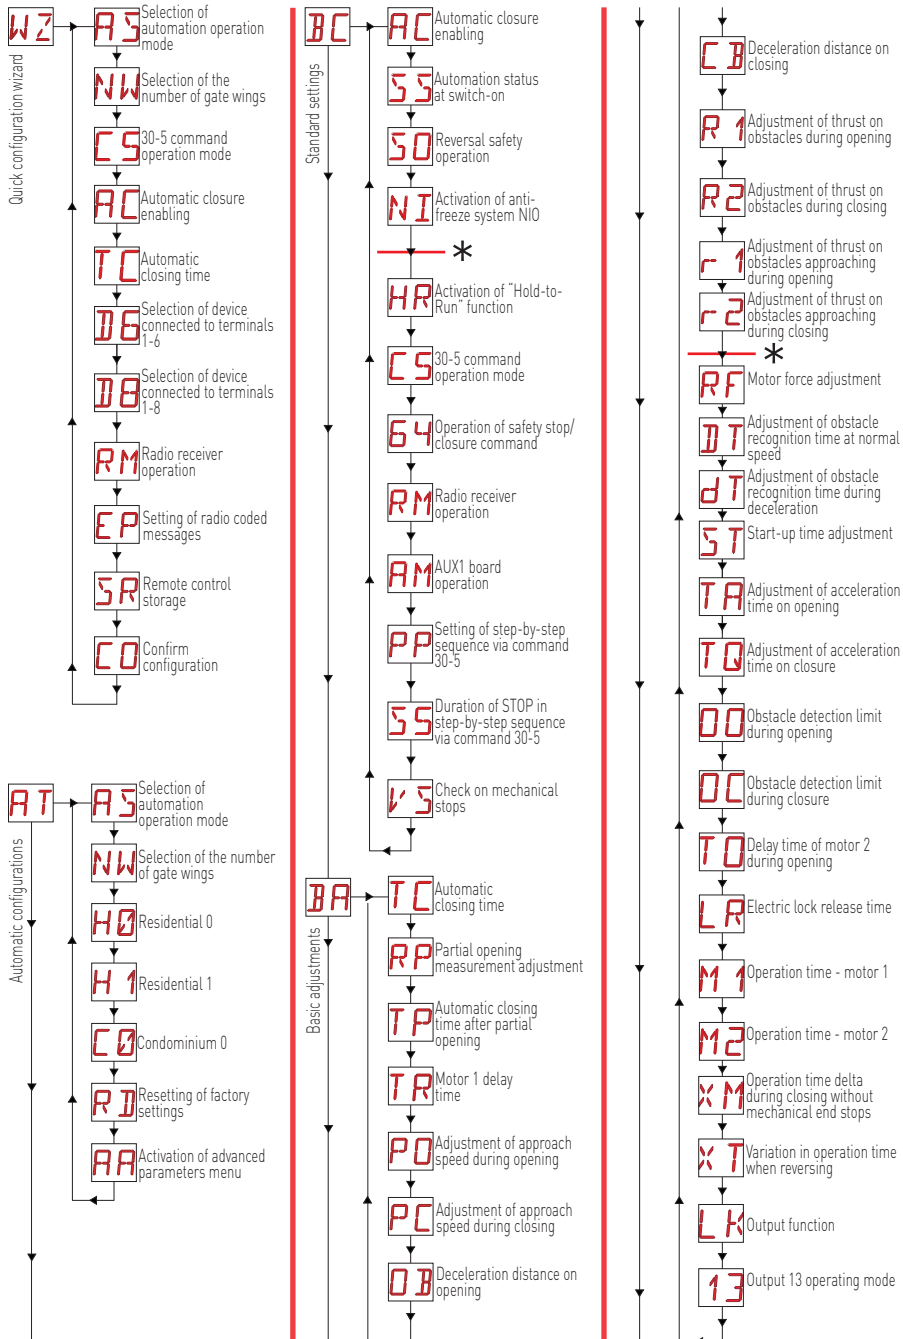 WZ
Quick configuration wizard
AS
Selection of
automation operation
mode
NW
Selection of the
number of gate wings
CS
30-5 command
operation mode
AC
Automatic closure
enabling
TC
Automatic
closing time
D6
Selection of device
connected to terminals
1-6
D8
Selection of device
connected to terminals
1-8
RM
Radio receiver
operation
EP
Setting of radio coded
messages
SR
Remote control
storage
CO
Confirm
configuration
AT
Automatic configurations
AS
Selection of
automation
operation mode
NW
Selection of the number
of gate wings
H0
Residential 0
H1
Residential 1
C0
Condominium 0
RD
Resetting of factory
settings
AA
Activation of advanced
parameters menu
BC
Standard settings
AC
Automatic closure
enabling
SS
Automation status
at switch-on
SO
Reversal safety
operation
NI
Activation of anti-
freeze system NIO
*
HR
Activation of “Hold-to-
Run” function
CS
30-5 command
operation mode
64
Operation of safety stop/
closure command
RM
Radio receiver
operation
AM
AUX1 board
operation
PP
Setting of step-by-step
sequence via command
30-5
S5
Duration of STOP in
step-by-step sequence
via command 30-5
VS
Check on mechanical
stops
BA
Basic adjustments
TC
Automatic
closing time
RP
Partial opening
measurement adjustment
TP
Automatic closing
time after partial
opening
TR
Motor 1 delay
time
PO
Adjustment of approach
speed during opening
PC
Adjustment of approach
speed during closing
OB
Deceleration distance on
opening
CB
Deceleration distance on
closing
R1
Adjustment of thrust on
obstacles during opening
R2
Adjustment of thrust on
obstacles during closing
r1
Adjustment of thrust on
obstacles approaching
during opening
r2
Adjustment of thrust on
obstacles approaching
during closing
*
RF
Motor force adjustment
DT
Adjustment of obstacle
recognition time at normal
speed
dT
Adjustment of obstacle
recognition time during
deceleration
ST
Start-up time adjustment
TA
Adjustment of acceleration
time on opening
TQ
Adjustment of acceleration
time on closure
OO
Obstacle detection limit
during opening
OC
Obstacle detection limit
during closure
TO
Delay time of motor 2
during opening
LR
Electric lock release time
M1
Operation time - motor 1
M2
Operation time - motor 2
XM
Operation time delta
during closing without
mechanical end stops
XT
Variation in operation time
when reversing
LK
Output function
13
Output 13 operating mode